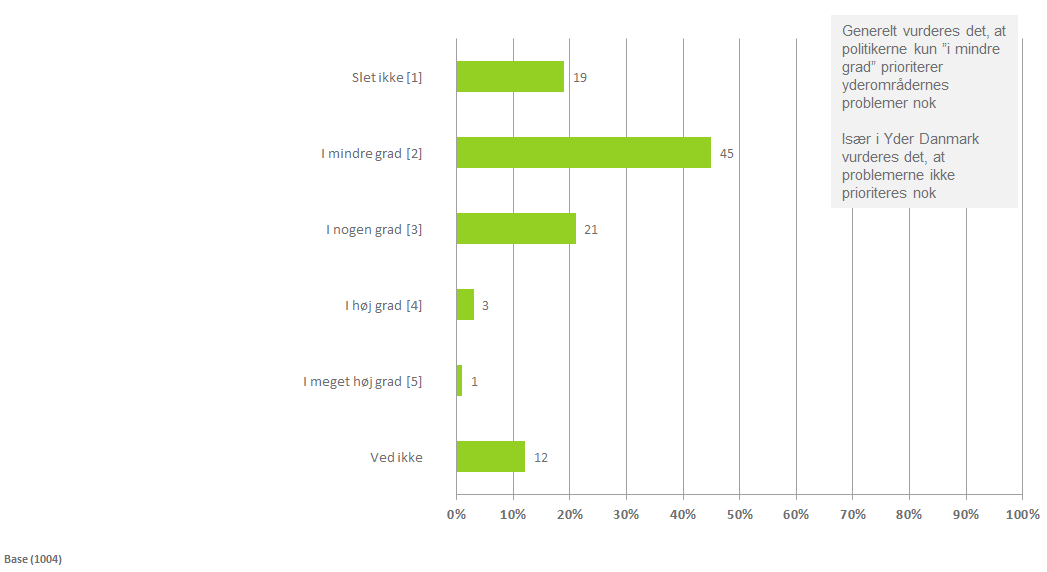 Generelt vurderes det, at
politikerne kun ”i mindre
grad” prioriterer
yderområdernes
problemer nok
Især i Yder Danmark
vurderes det, at
problemerne ikke
prioriteres nok
Slet ikke [1]
19
I mindre grad [2]
45
I nogen grad [3]
21
I høj grad [4]
3
I meget høj grad [5]
1
Ved ikke
12
0% 10% 20% 30% 40% 50% 60% 70% 80% 90% 100%
Base (1004)